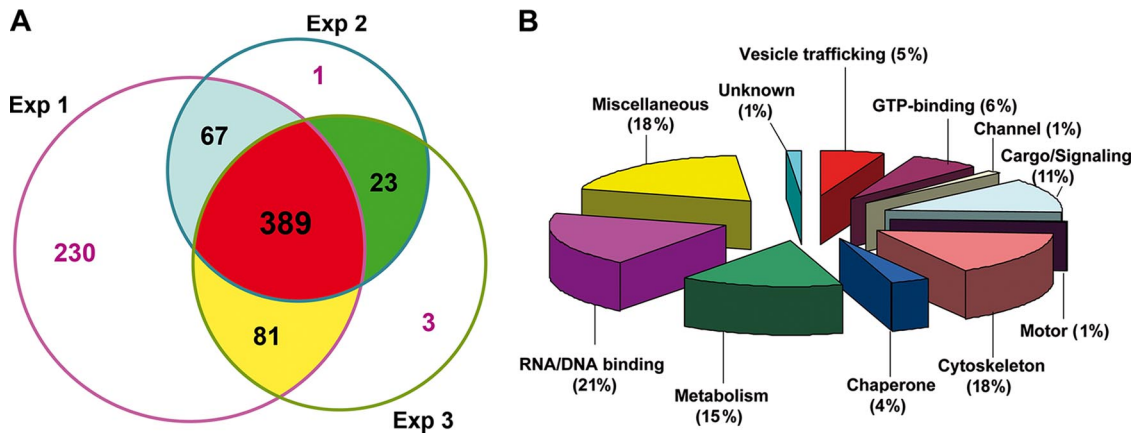 A
Exp 1
Exp 2
1
67
23
389
230
81
3
Exp 3
B
Vesicle trafficking (5%)
Unknown
(1%)
Miscellaneous
(18%)
GTP-binding (6%)
Channel (1%)
Cargo/Signaling
(11%)
Motor (1%)
Cytoskeleton
(18%)
Chaperone
(4%)
Metabolism
(15%)
RNA/DNA binding
(21%)